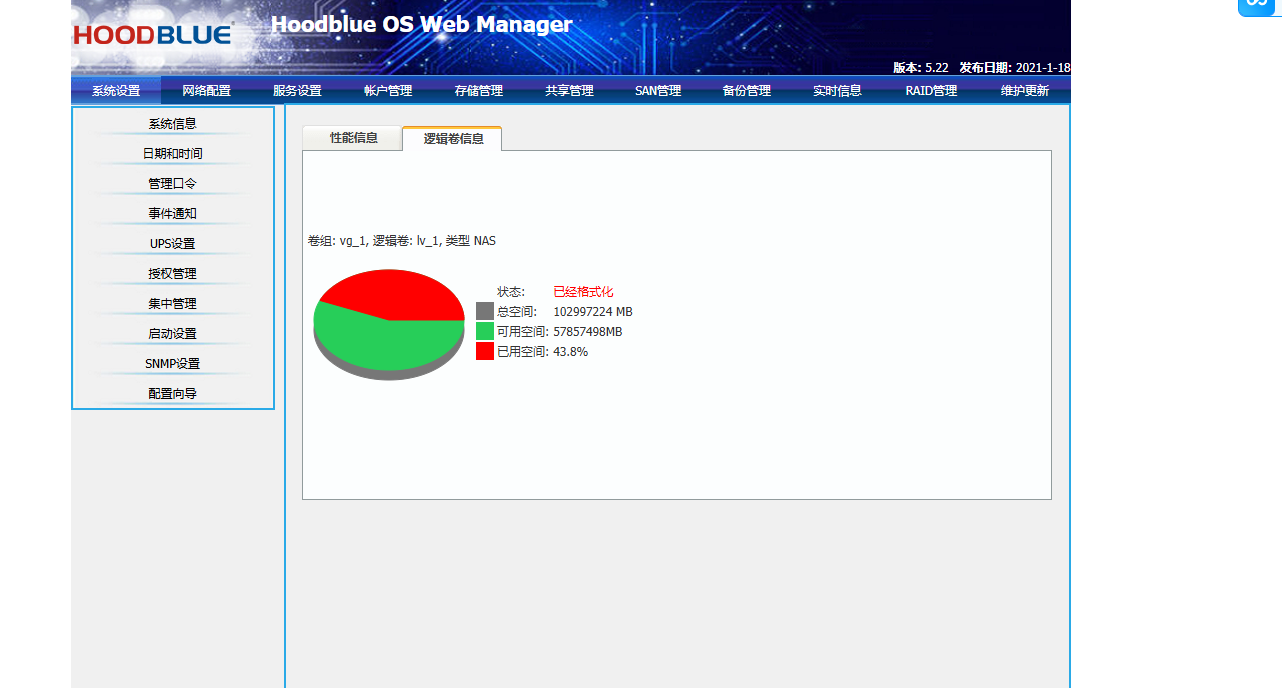 HOODBLUE
Hoodblue OS Web Manager
版本: 5.22 发布日期: 2021-1-18
系统设置 网络配置 服务设置 帐户管理 存储管理 共享管理 SAN管理 备份管理 实时信息 RAID管理 维护更新
系统信息
日期和时间
管理口令
事件通知
UPS设置
授权管理
集中管理
启动设置
SNMP设置
配置向导
性能信息 逻辑卷信息
卷组: vg_1, 逻辑卷: lv_1, 类型 NAS
状态: 已经格式化
总空间: 102997224 MB
可用空间: 57857498MB
已用空间: 43.8%